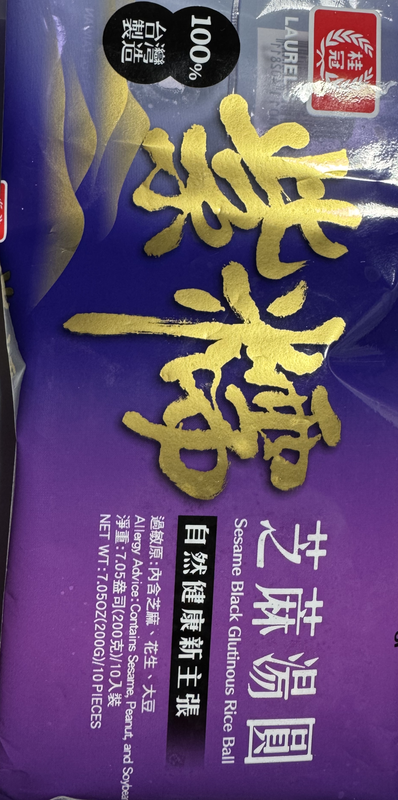 桂冠
LAUREL
100%
台灣
製造
紫糯
芝麻湯圓
Sesame Black Glutinous Rice Ball
自然健康新主張
過敏原:內含芝麻、花生、大豆
Allergy Advice: Contains Sesame, Peanut, and
淨重:7.05盎司(200克)/10入裝
NET WT:7.05OZ(200G)/10 PIECES